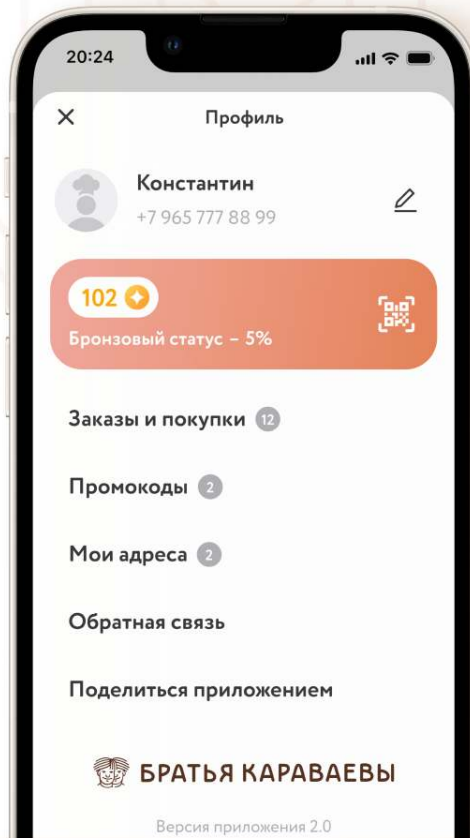 20:24
Профиль
Константин
+7 965 777 88 99
102
Бронзовый статус – 5%
Заказы и покупки 12
Промокоды 2
Мои адреса 2
Обратная связь
Поделиться приложением
БРАТЬЯ КАРАВАЕВЫ
Версия приложения 2.0